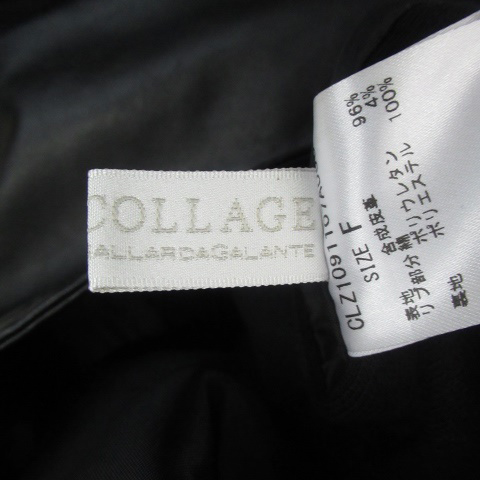 COLLAGE
GALLARDAGALANTE
SIZE F
表地 合成皮革
リブ部分 綿 96%
ポリウレタン 4%
裏地 ポリエステル 100%